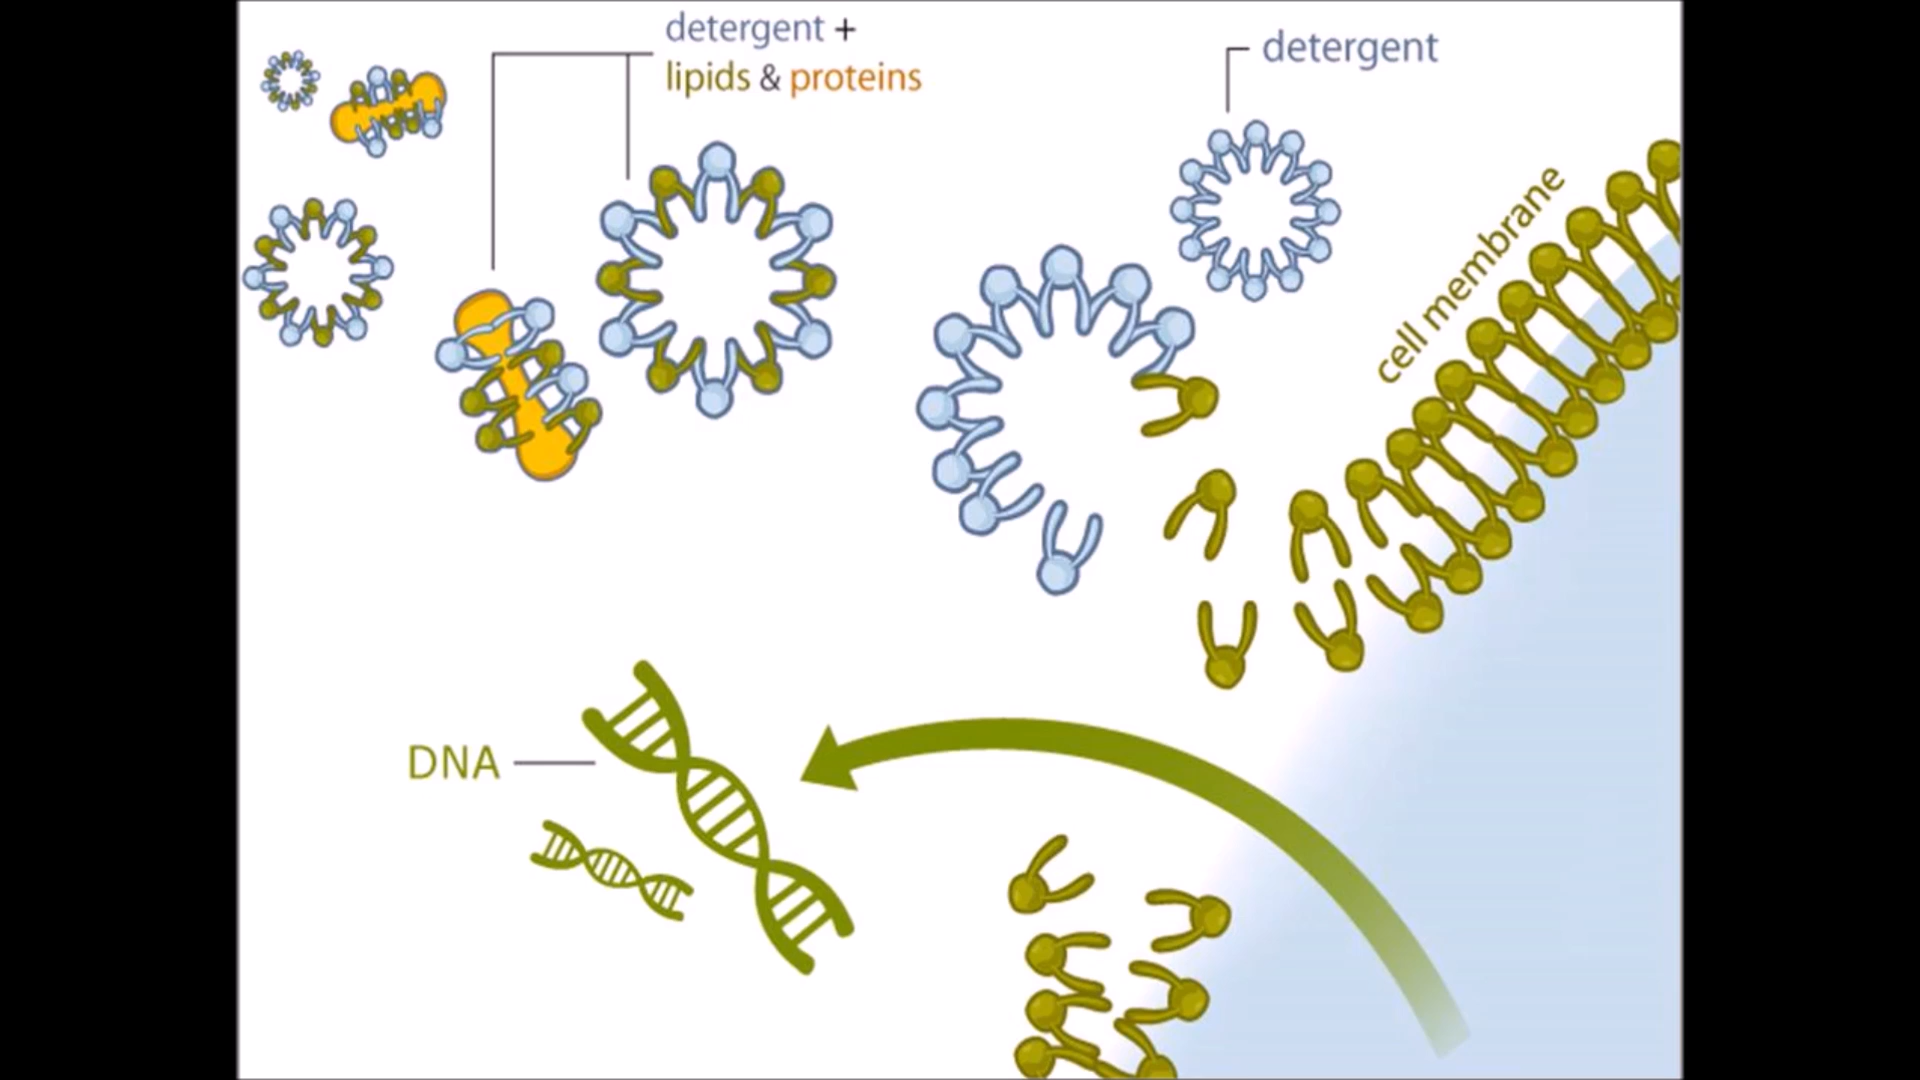 detergent +
lipids & proteins
detergent
cell membrane
DNA